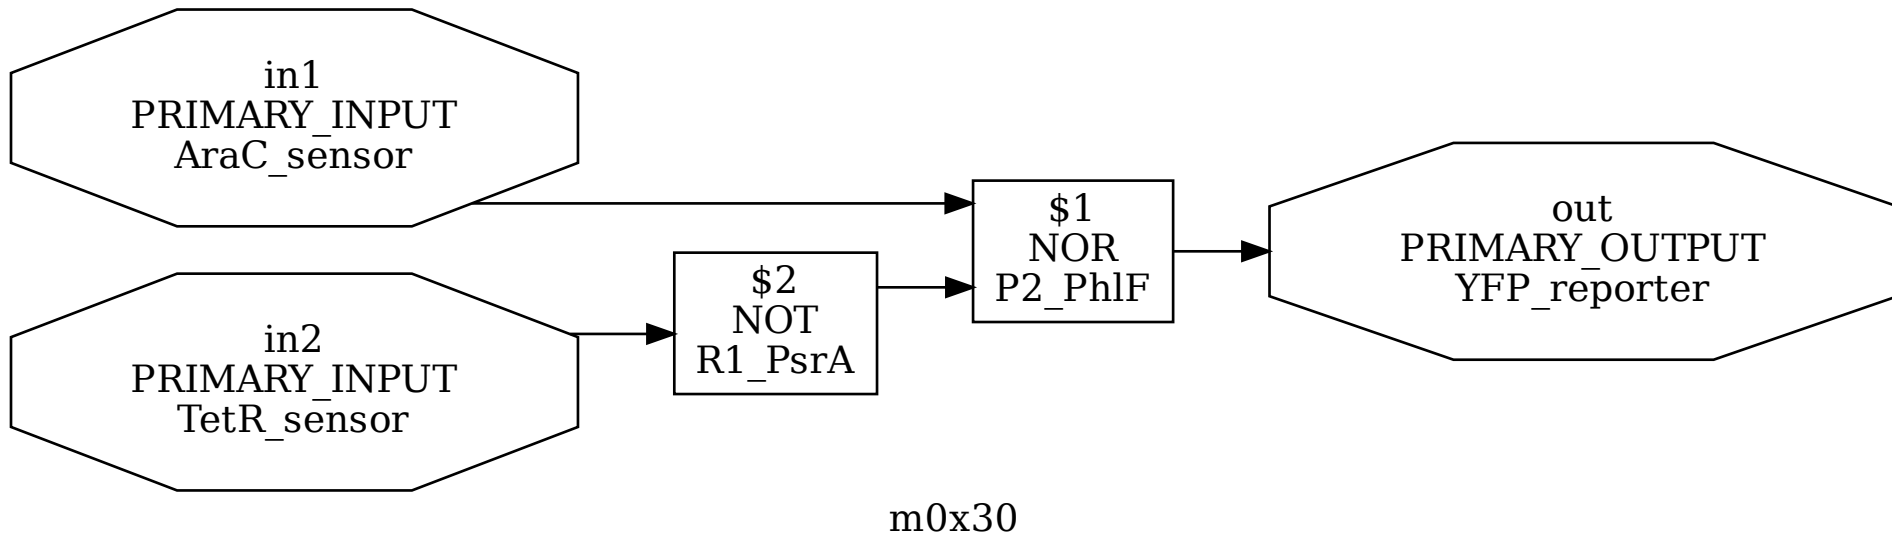 in1
PRIMARY_INPUT
AraC_sensor
in2
PRIMARY_INPUT
TetR_sensor
$2
NOT
R1_PsrA
$1
NOR
P2_PhlF
out
PRIMARY_OUTPUT
YFP_reporter
m0x30